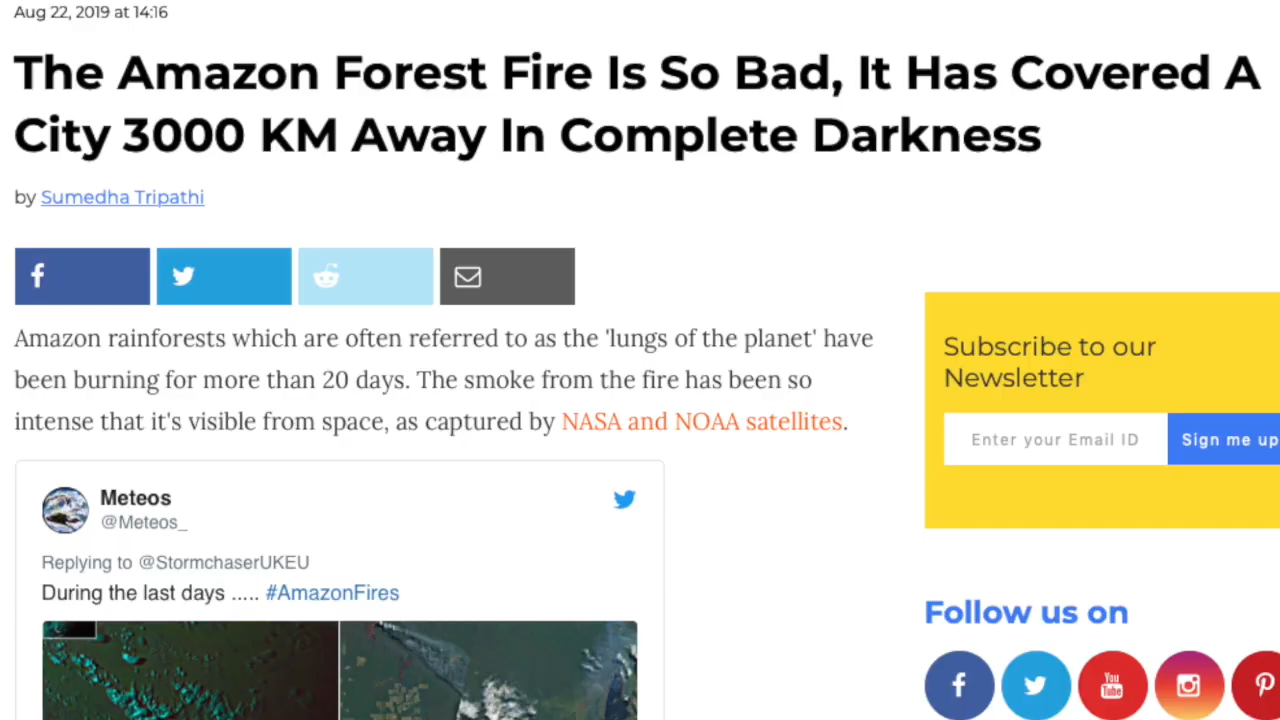 Aug 22, 2019 at 14:16
The Amazon Forest Fire Is So Bad, It Has Covered A
City 3000 KM Away In Complete Darkness
by Sumedha Tripathi
Amazon rainforests which are often referred to as the 'lungs of the planet' have
been burning for more than 20 days. The smoke from the fire has been so
intense that it's visible from space, as captured by NASA and NOAA satellites.
Meteos
@Meteos_
Replying to @StormchaserUKEU
During the last days ..... #AmazonFires
Subscribe to our
Newsletter
Enter your Email ID
Sign me up
Follow us on
You
Tube